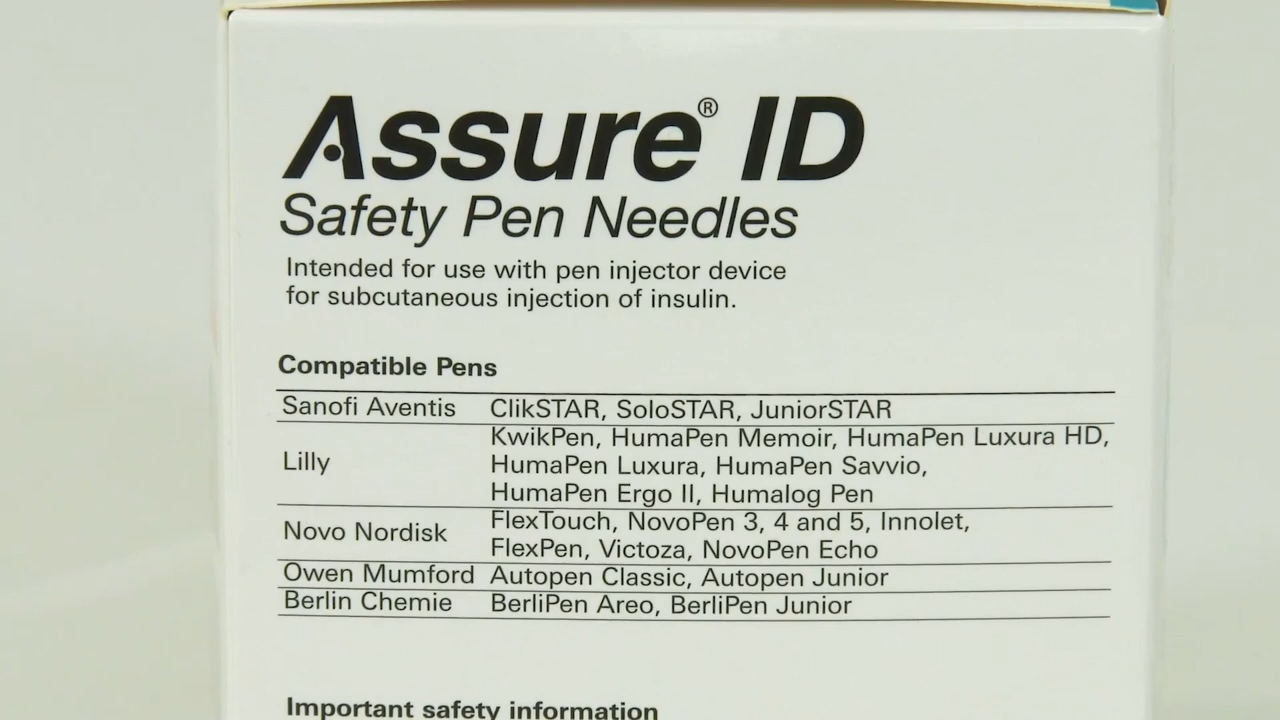 Assure® ID
Safety Pen Needles
Intended for use with pen injector device
for subcutaneous injection of insulin.
Compatible Pens
Sanofi Aventis ClikSTAR, SoloSTAR, JuniorSTAR
KwikPen, HumaPen Memoir, HumaPen Luxura HD,
Lilly HumaPen Luxura, HumaPen Savvio,
HumaPen Ergo II, Humalog Pen
Novo Nordisk FlexTouch, NovoPen 3, 4 and 5, Innolet,
FlexPen, Victoza, NovoPen Echo
Owen Mumford Autopen Classic, Autopen Junior
Berlin Chemie BerliPen Areo, BerliPen Junior
Important safety information